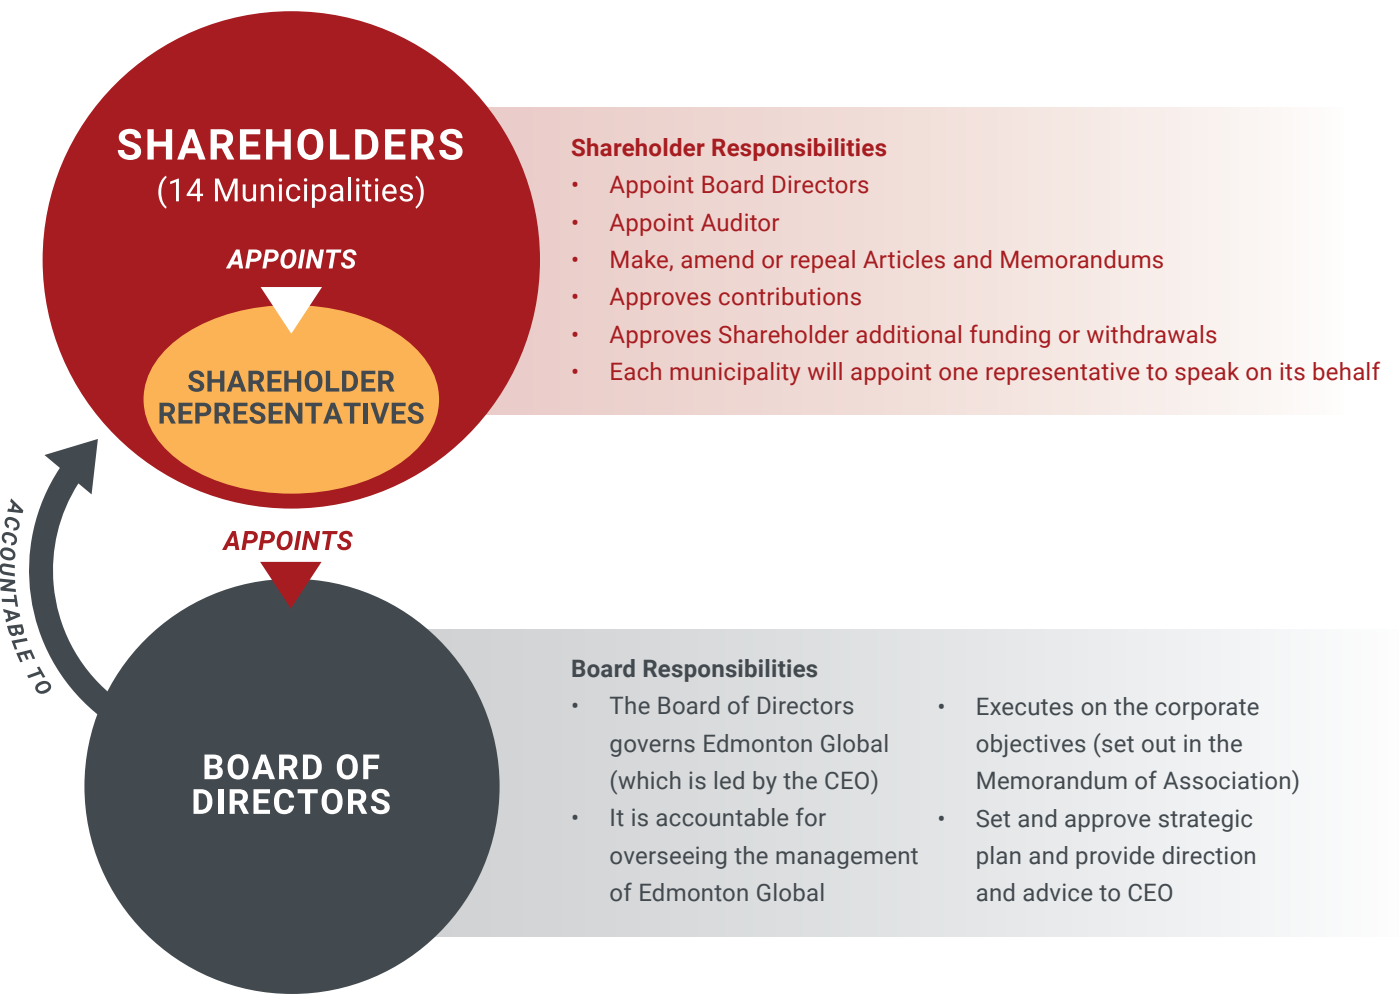 SHAREHOLDERS
(14 Municipalities)
APPOINTS
SHAREHOLDER
REPRESENTATIVES
Shareholder Responsibilities
• Appoint Board Directors
• Appoint Auditor
• Make, amend or repeal Articles and Memorandums
• Approves contributions
• Approves Shareholder additional funding or withdrawals
• Each municipality will appoint one representative to speak on its behalf
ACCOUNTABLE TO
APPOINTS
BOARD OF
DIRECTORS
Board Responsibilities
• The Board of Directors
governs Edmonton Global
(which is led by the CEO)
• It is accountable for
overseeing the management
of Edmonton Global
• Executes on the corporate
objectives (set out in the
Memorandum of Association)
• Set and approve strategic
plan and provide direction
and advice to CEO